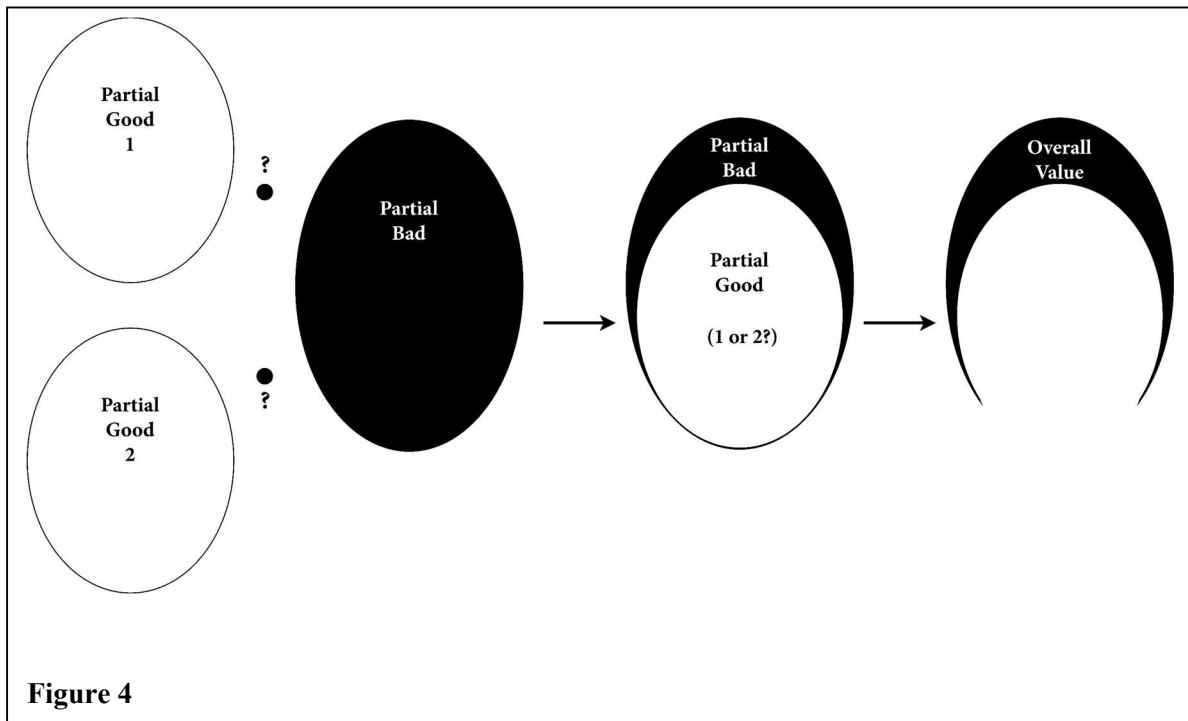 Partial
Good
1
?
Partial
Bad
Partial
Bad
Partial
Good
(1 or 2?)
Overall
Value
?
Partial
Good
2
Figure 4